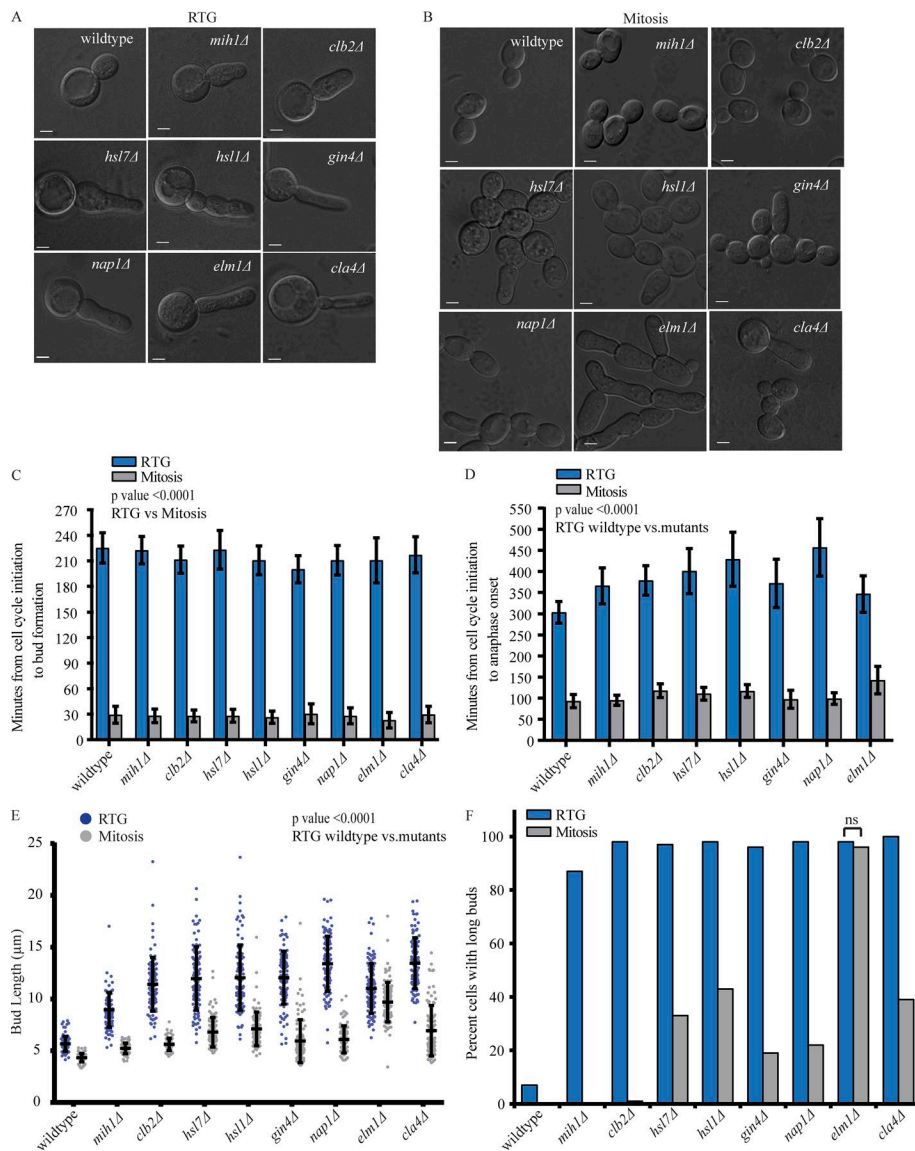 A
RTG
wildtype
mih1Δ
clb2Δ
hsl7Δ
hsl1Δ
gin4Δ
nap1Δ
elm1Δ
cla4Δ
B
Mitosis
wildtype
mih1Δ
clb2Δ
hsl7Δ
hsl1Δ
gin4Δ
nap1Δ
elm1Δ
cla4Δ
C
RTG
Mitosis
p value <0.0001
RTG vs Mitosis
Minutes from cell cycle initiation
to bud formation
270
240
210
180
150
120
90
60
30
0
wildtype
mih1Δ
clb2Δ
hsl7Δ
hsl1Δ
gin4Δ
nap1Δ
elm1Δ
cla4Δ
D
RTG
Mitosis
p value <0.0001
RTG wildtype vs.mutants
Minutes from cell cycle initiation
to anaphase onset
550
500
450
400
350
300
250
200
150
100
50
0
wildtype
mih1Δ
clb2Δ
hsl7Δ
hsl1Δ
gin4Δ
nap1Δ
elm1Δ
E
RTG
Mitosis
p value <0.0001
RTG wildtype vs.mutants
Bud Length (μm)
25
20
15
10
5
0
wildtype
mih1Δ
clb2Δ
hsl7Δ
hsl1Δ
gin4Δ
nap1Δ
elm1Δ
cla4Δ
F
RTG
Mitosis
ns
Percent cells wtih long buds
100
80
60
40
20
0
wildtype
mih1Δ
clb2Δ
hsl7Δ
hsl1Δ
gin4Δ
nap1Δ
elm1Δ
cla4Δ